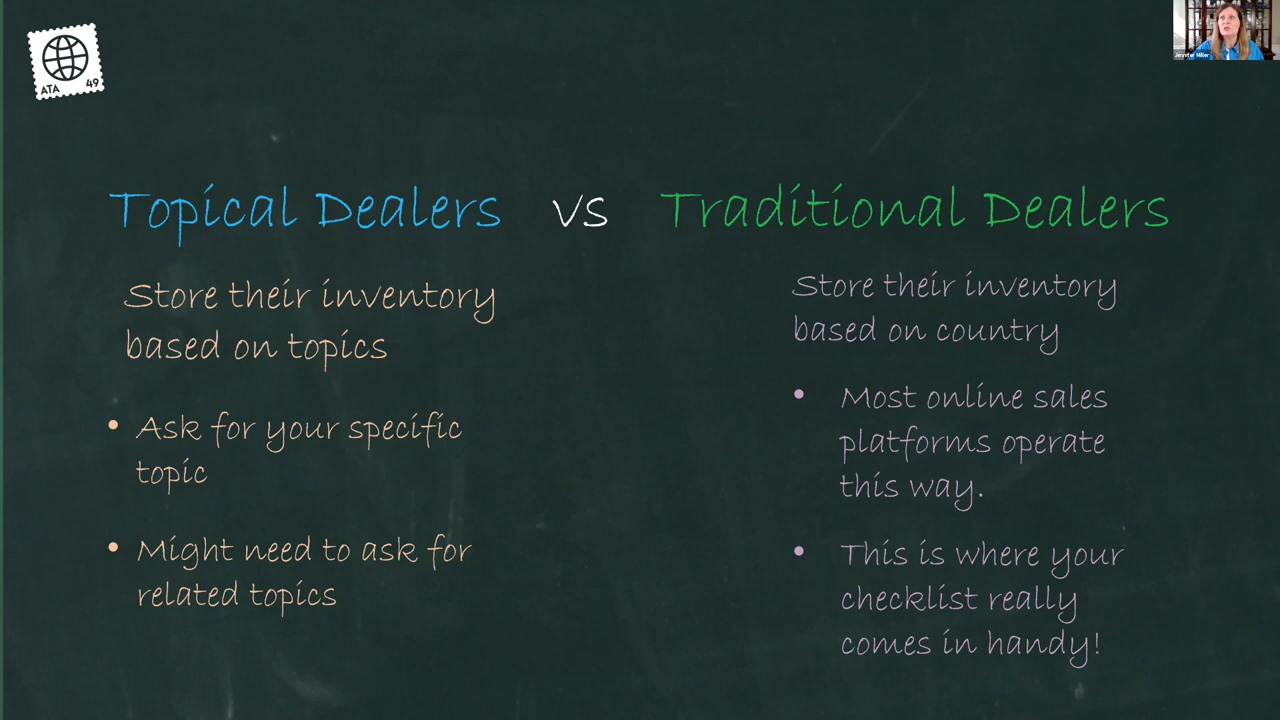 ATA
49
Jennifer Miller
Topical Dealers vs Traditional Dealers
Store their inventory
based on topics
• Ask for your specific
topic
• Might need to ask for
related topics
Store their inventory
based on country
• Most online sales
platforms operate
this way.
• This is where your
checklist really
comes in handy!